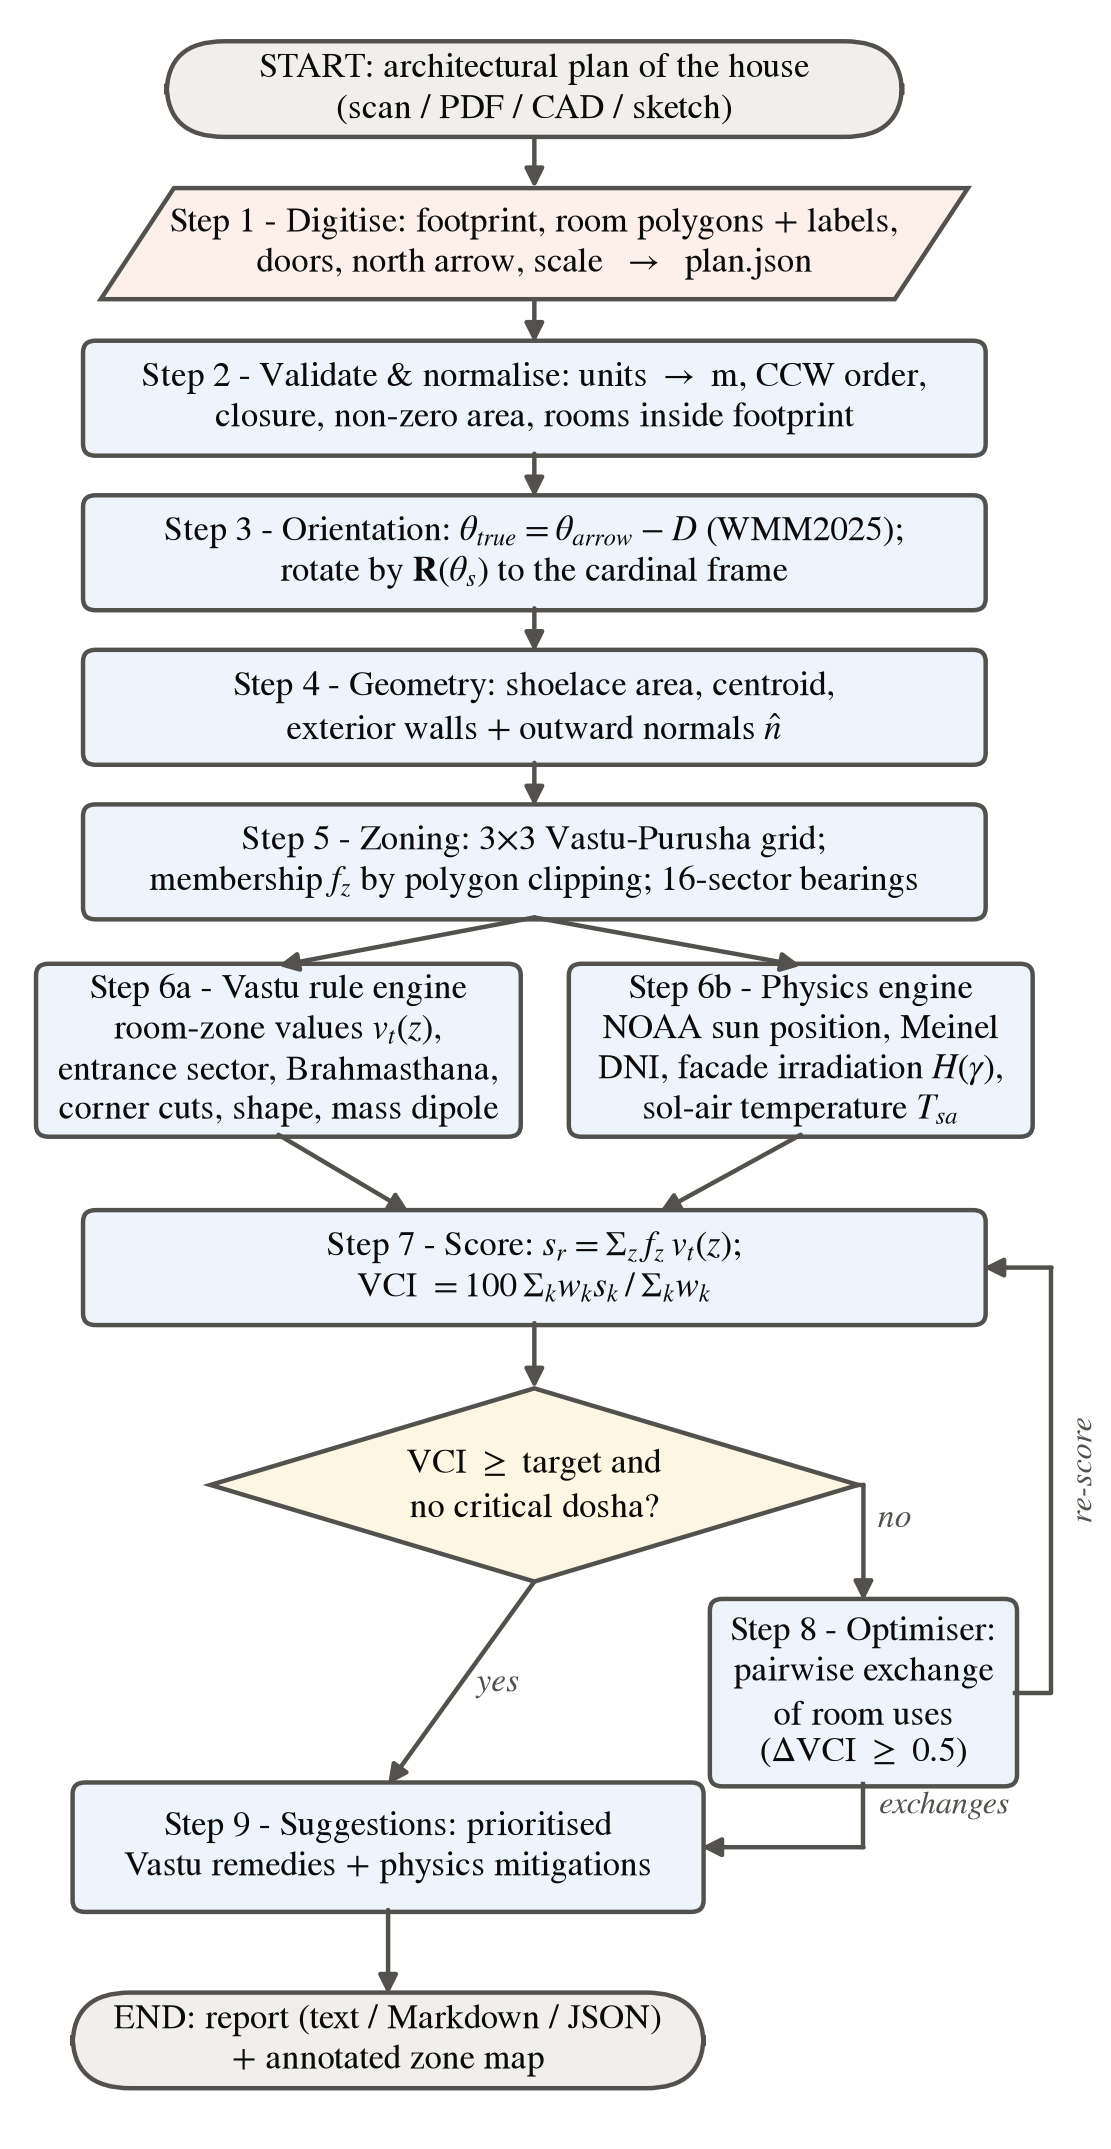 START: architectural plan of the house
(scan / PDF / CAD / sketch)
Step 1 - Digitise: footprint, room polygons + labels,
doors, north arrow, scale → plan.json
Step 2 - Validate & normalise: units → m, CCW order,
closure, non-zero area, rooms inside footprint
Step 3 - Orientation: θ_true = θ_arrow − D (WMM2025);
rotate by R(θ_s) to the cardinal frame
Step 4 - Geometry: shoelace area, centroid,
exterior walls + outward normals n̂
Step 5 - Zoning: 3×3 Vastu-Purusha grid;
membership f_z by polygon clipping; 16-sector bearings
Step 6a - Vastu rule engine
room-zone values v_t(z),
entrance sector, Brahmasthana,
corner cuts, shape, mass dipole
Step 6b - Physics engine
NOAA sun position, Meinel
DNI, facade irradiation H(γ),
sol-air temperature T_sa
Step 7 - Score: s_r = Σ_z f_z v_t(z);
VCI = 100 Σ_k w_k s_k / Σ_k w_k
re-score
VCI ≥ target and
no critical dosha?
no
yes
Step 8 - Optimiser:
pairwise exchange
of room uses
(ΔVCI ≥ 0.5)
exchanges
Step 9 - Suggestions: prioritised
Vastu remedies + physics mitigations
END: report (text / Markdown / JSON)
+ annotated zone map